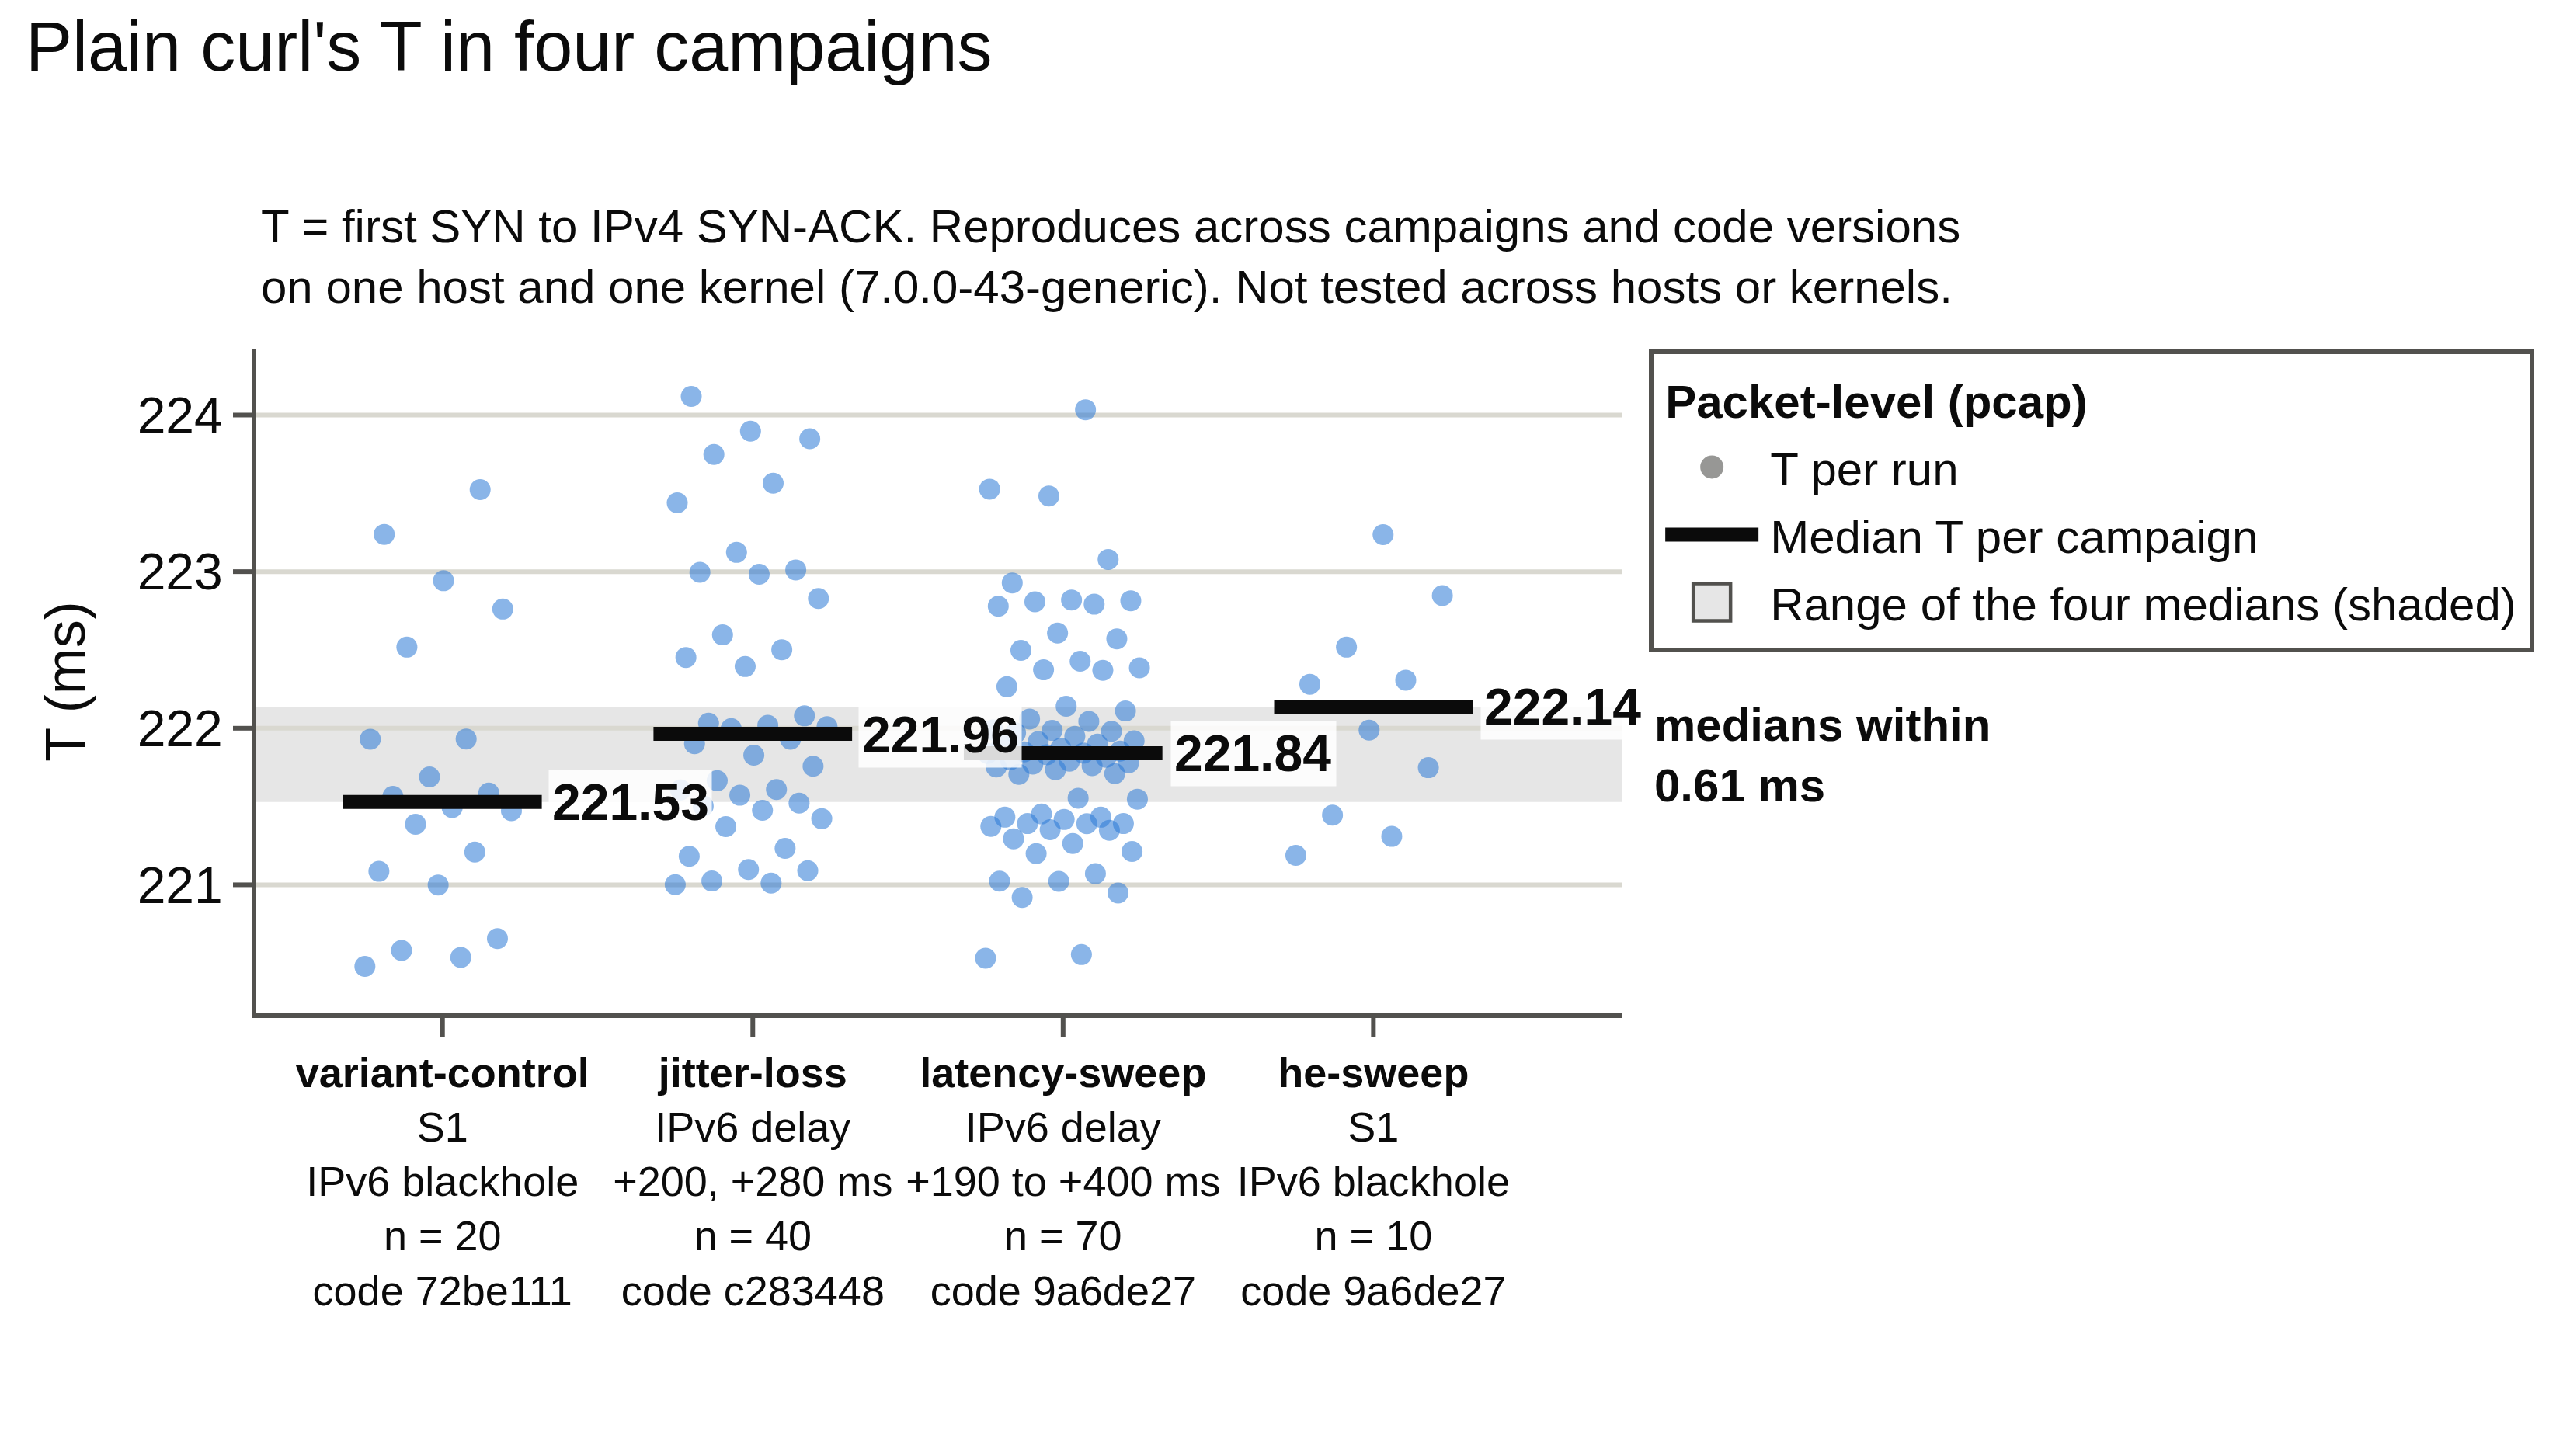 Plain curl's T in four campaigns
T = first SYN to IPv4 SYN-ACK. Reproduces across campaigns and code versions
on one host and one kernel (7.0.0-43-generic). Not tested across hosts or kernels.
T (ms)
224
223
222
221
221.53
221.96
221.84
222.14
medians within
0.61 ms
Packet-level (pcap)
T per run
Median T per campaign
Range of the four medians (shaded)
variant-control
S1
IPv6 blackhole
n = 20
code 72be111
jitter-loss
IPv6 delay
+200, +280 ms
n = 40
code c283448
latency-sweep
IPv6 delay
+190 to +400 ms
n = 70
code 9a6de27
he-sweep
S1
IPv6 blackhole
n = 10
code 9a6de27